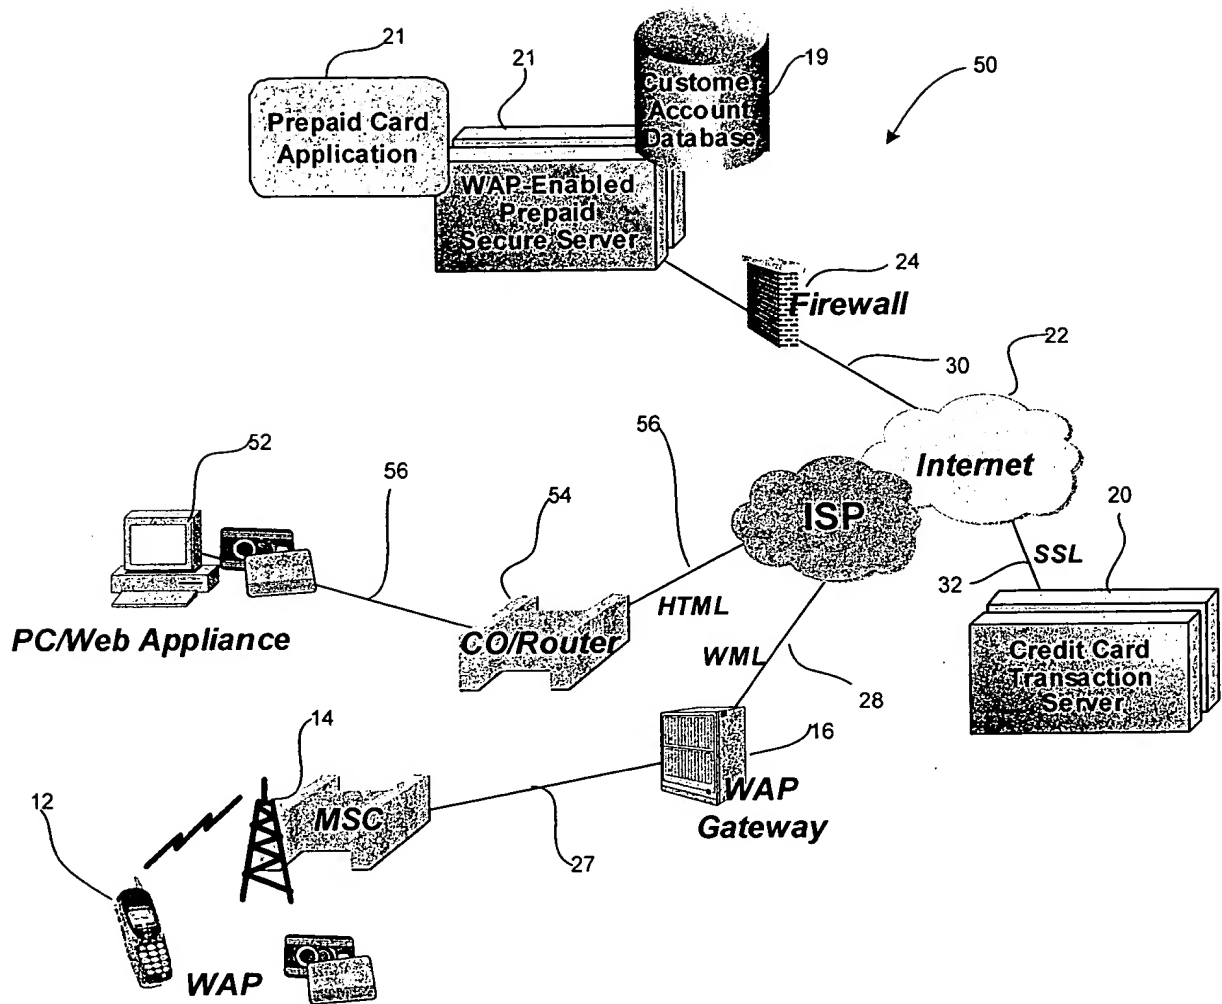 21
21
19
50
Customer
Account
Database
Prepaid Card
Application
WAP-Enabled
Prepaid
Secure Server
24
Firewall
30
22
56
Internet
52
56
54
ISP
20
SSL
32
HTML
PC/Web Appliance
CO/Router
WML
Credit Card
Transaction
Server
28
14
16
12
MSC
WAP
Gateway
27
WAP